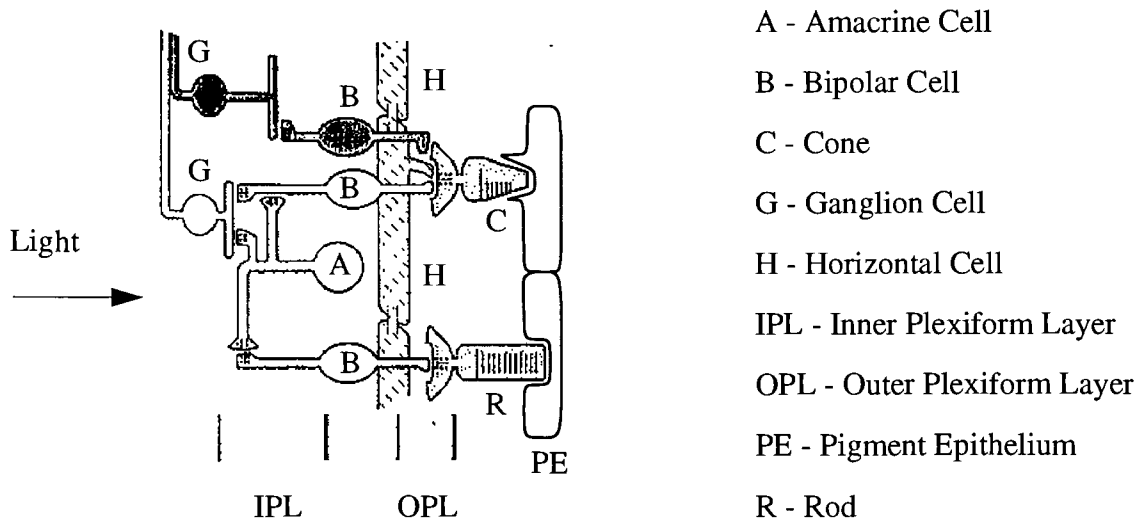 G
H
B
G
B
C
Light
A
H
B
R
PE
IPL OPL
A - Amacrine Cell
B - Bipolar Cell
C - Cone
G - Ganglion Cell
H - Horizontal Cell
IPL - Inner Plexiform Layer
OPL - Outer Plexiform Layer
PE - Pigment Epithelium
R - Rod